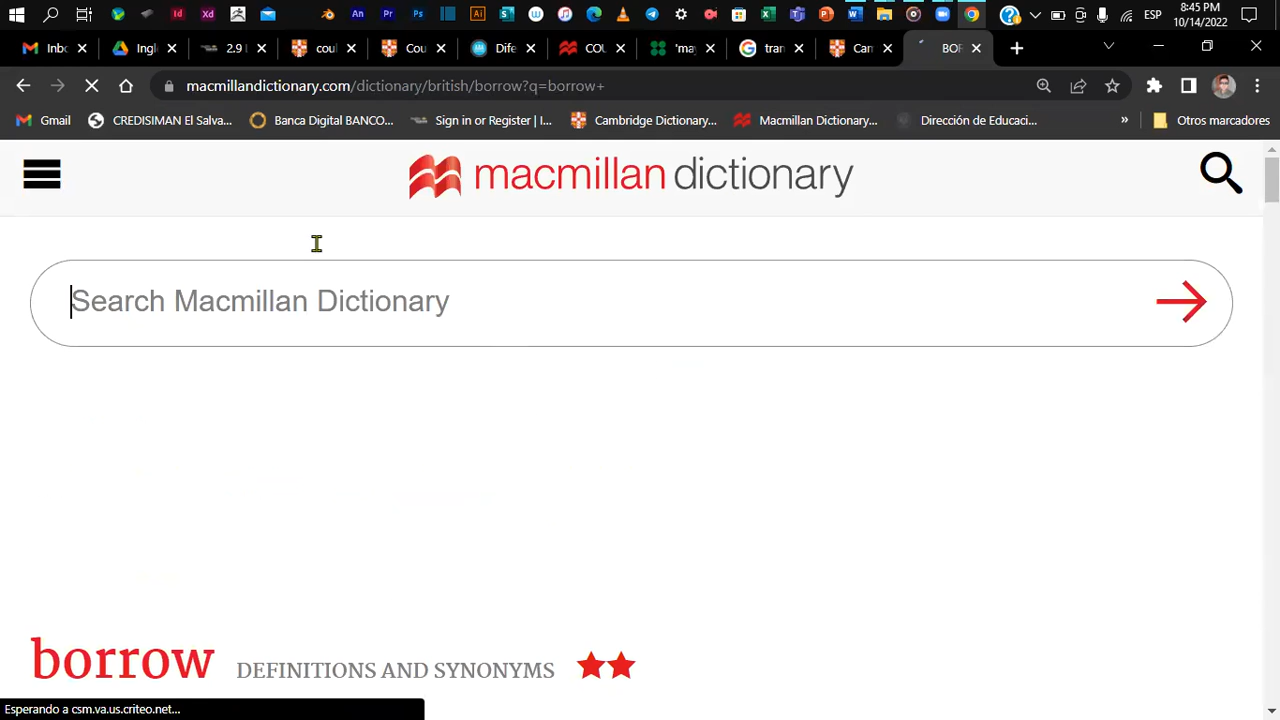 8:45 PM
ESP
10/14/2022
Inbo
Ingle
2.9
coul
Cou
Dife
COU
'may
tran
Can
BOR
macmillandictionary.com/dictionary/british/borrow?q=borrow+
Gmail
CREDISIMAN El Salva...
Banca Digital BANCO...
Sign in or Register | I...
Cambridge Dictionary...
Macmillan Dictionary...
Dirección de Educaci...
»
Otros marcadores
macmillan dictionary
Search Macmillan Dictionary
borrow DEFINITIONS AND SYNONYMS
Esperando a csm.va.us.criteo.net...